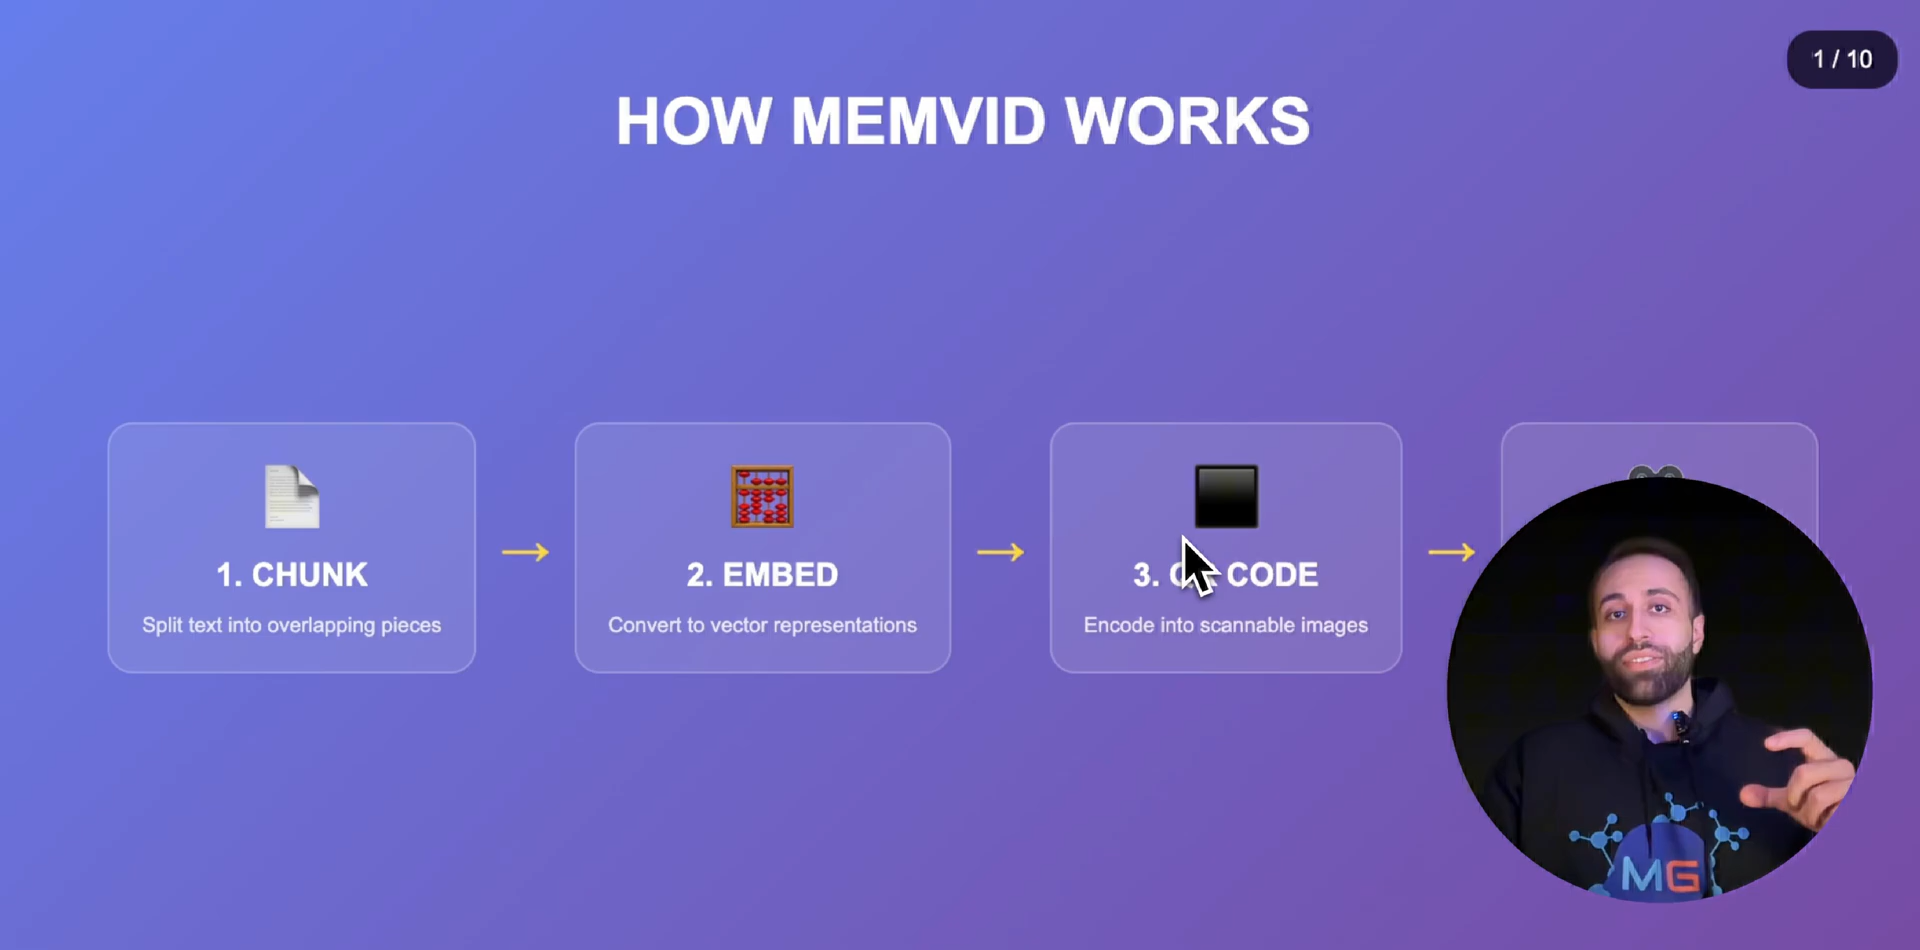 1 / 10
HOW MEMVID WORKS
1. CHUNK
Split text into overlapping pieces
2. EMBED
Convert to vector representations
3. CODE
Encode into scannable images
MG